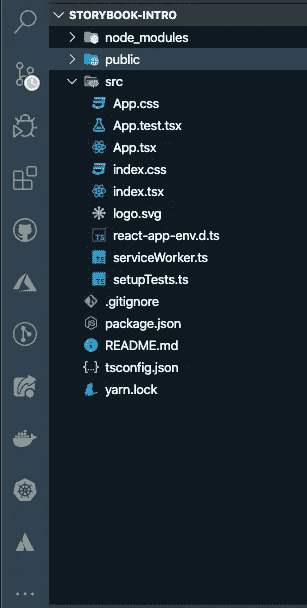 STORYBOOK-INTRO
node_modules
public
src
App.css
App.test.tsx
App.tsx
index.css
index.tsx
logo.svg
react-app-env.d.ts
serviceWorker.ts
setupTests.ts
.gitignore
package.json
README.md
tsconfig.json
yarn.lock